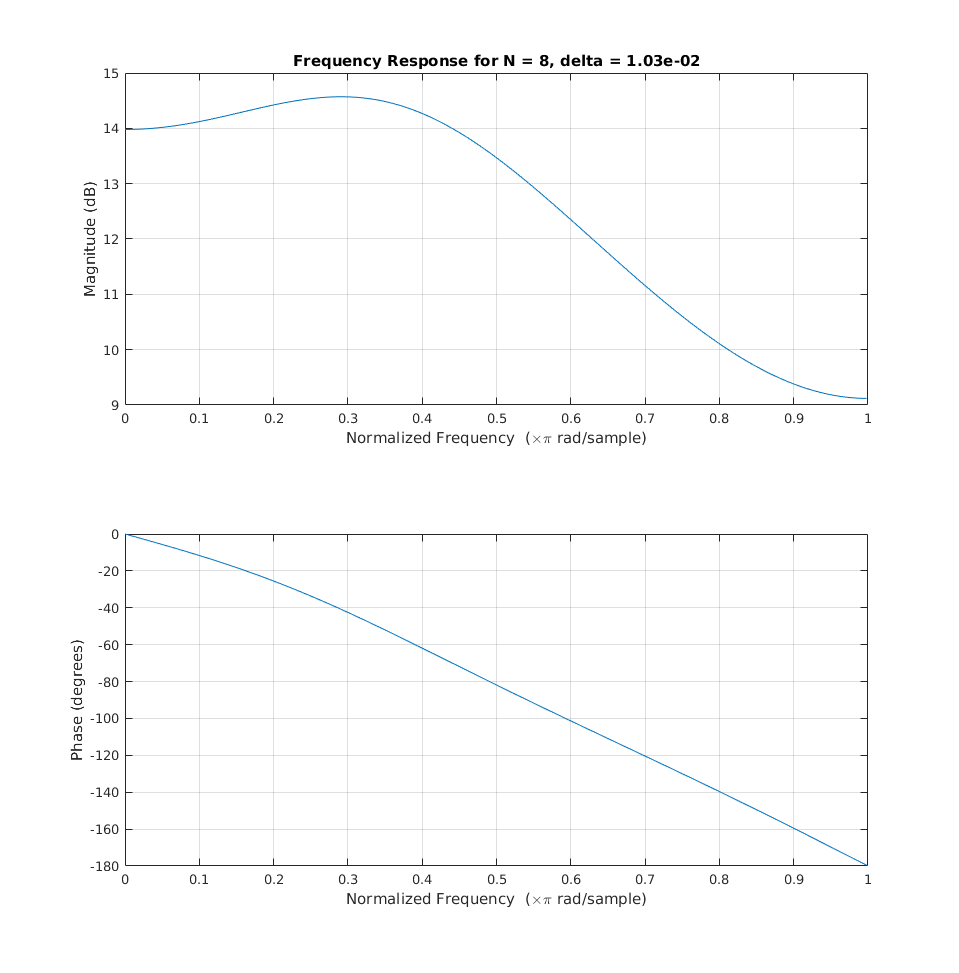 Frequency Response for N = 8, delta = 1.03e-02
15
14
13
12
11
10
9
Magnitude (dB)
0 0.1 0.2 0.3 0.4 0.5 0.6 0.7 0.8 0.9 1
Normalized Frequency (×π rad/sample)
0
-20
-40
-60
-80
-100
-120
-140
-160
-180
Phase (degrees)
0 0.1 0.2 0.3 0.4 0.5 0.6 0.7 0.8 0.9 1
Normalized Frequency (×π rad/sample)